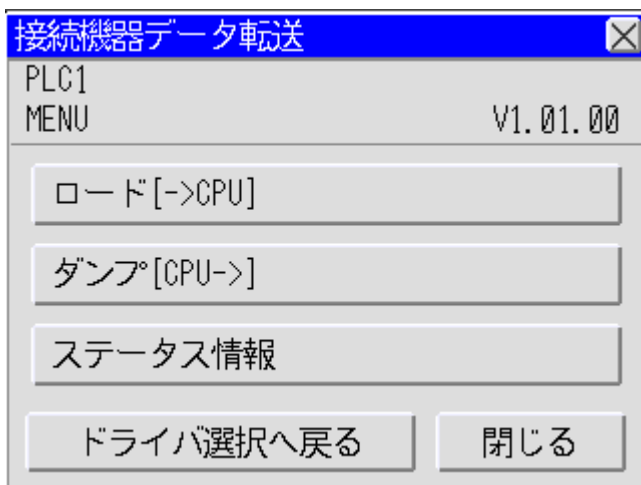 接続機器データ転送
PLC1
MENU V1.01.00
ロード[->CPU]
ダンプ[CPU->]
ステータス情報
ドライバ選択へ戻る 閉じる